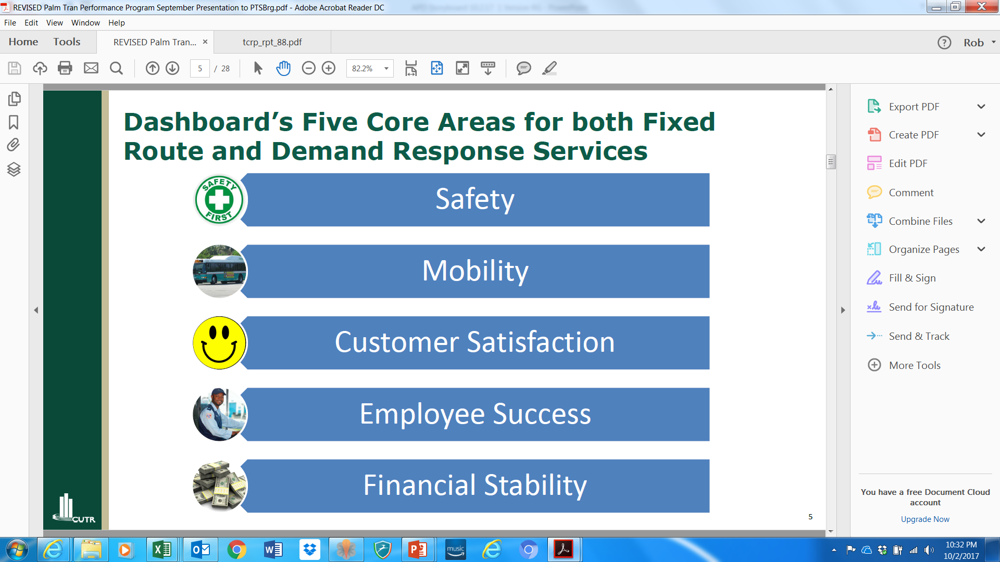 REVISED Palm Tran Performance Program September Presentation to PTSBrg.pdf - Adobe Acrobat Reader DC
File Edit View Window Help
Home Tools REVISED Palm Tran... × tcrp_rpt_88.pdf Rob
5 / 28 82.2%
Dashboard’s Five Core Areas for both Fixed
Route and Demand Response Services
SAFETY
FIRST
Safety
Mobility
Customer Satisfaction
Employee Success
Financial Stability
CUTR
5
Export PDF
Create PDF
Edit PDF
Comment
Combine Files
Organize Pages
Fill & Sign
Send for Signature
Send & Track
More Tools
You have a free Document Cloud
account
Upgrade Now
music
10:32 PM
10/2/2017